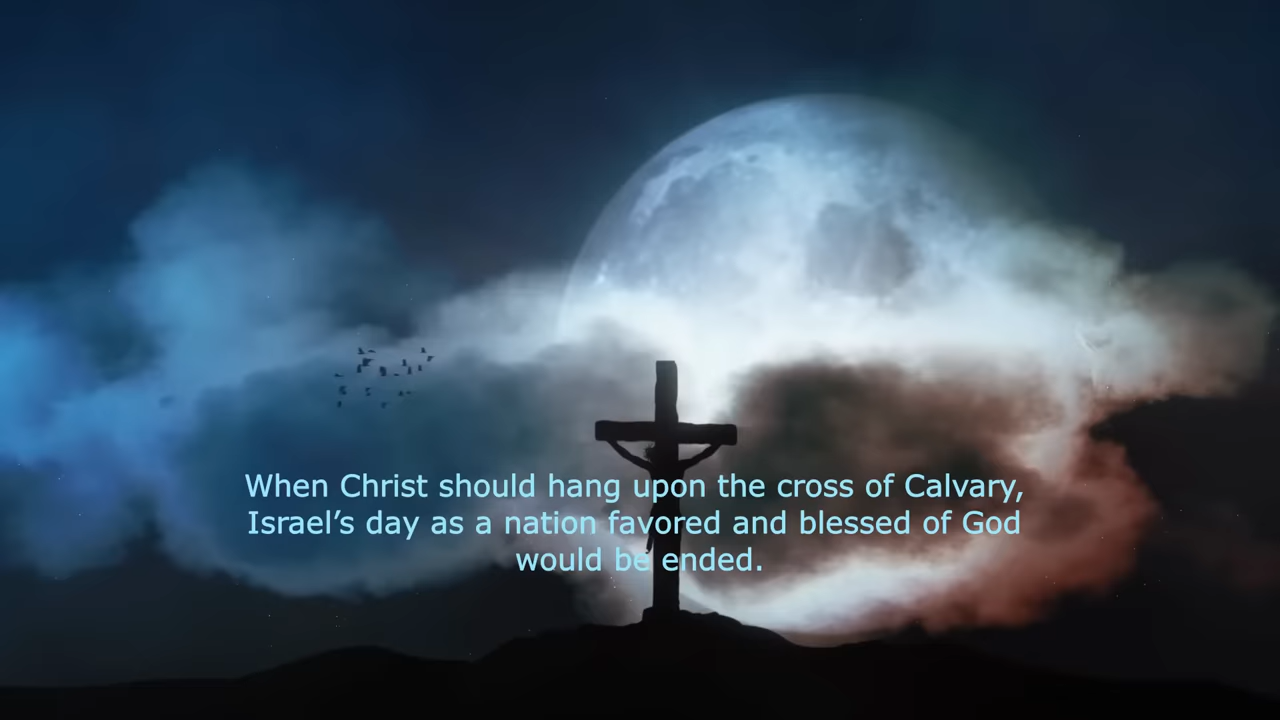 When Christ should hang upon the cross of Calvary,
Israel’s day as a nation favored and blessed of God
would be ended.